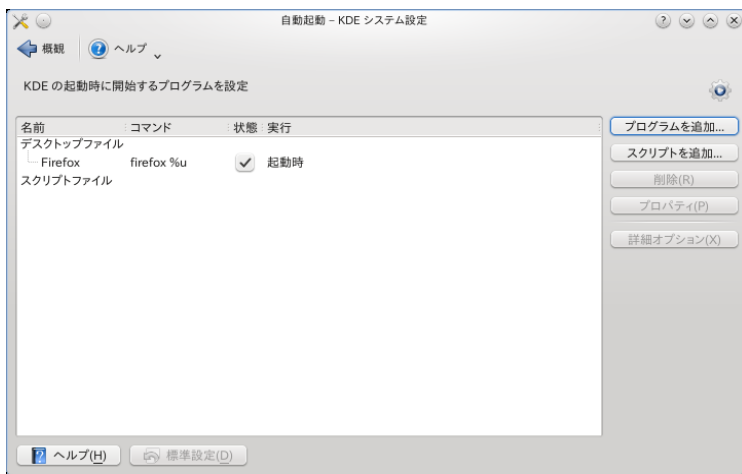 自動起動 – KDE システム設定
概観 ヘルプ
KDE の起動時に開始するプログラムを設定
名前 コマンド 状態 実行
デスクトップファイル
Firefox firefox %u 起動時
スクリプトファイル
プログラムを追加...
スクリプトを追加...
削除(R)
プロパティ(P)
詳細オプション(X)
ヘルプ(H) 標準設定(D)